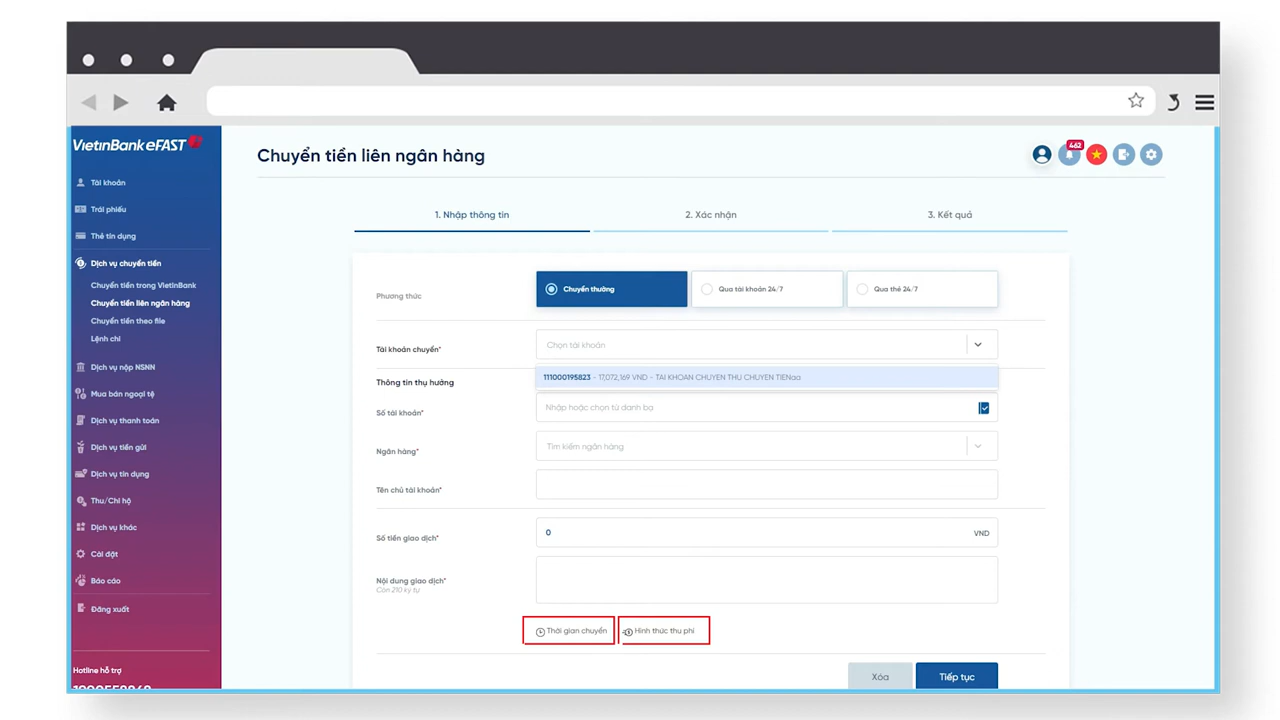 VietinBank eFAST
Chuyển tiền liên ngân hàng
462
Tài khoản
Trái phiếu
Thẻ tín dụng
Dịch vụ chuyển tiền
Chuyển tiền trong VietinBank
Chuyển tiền liên ngân hàng
Chuyển tiền theo file
Lệnh chi
Dịch vụ nộp NSNN
Mua bán ngoại tệ
Dịch vụ thanh toán
Dịch vụ tiền gửi
Dịch vụ tín dụng
Thu/Chi hộ
Dịch vụ khác
Cài đặt
Báo cáo
Đăng xuất
Hotline hỗ trợ
1. Nhập thông tin
2. Xác nhận
3. Kết quả
Phương thức
Chuyển thường
Qua tài khoản 24/7
Qua thẻ 24/7
Tài khoản chuyển*
Chọn tài khoản
111000195823 - 17,072,169 VND - TAI KHOAN CHUYEN THU CHUYEN TIENaa
Thông tin thụ hưởng
Số tài khoản*
Nhập hoặc chọn từ danh bạ
Ngân hàng*
Tìm kiếm ngân hàng
Tên chủ tài khoản*
Số tiền giao dịch*
0
VND
Nội dung giao dịch*
Còn 210 ký tự
Thời gian chuyển
Hình thức thu phí
Xóa
Tiếp tục